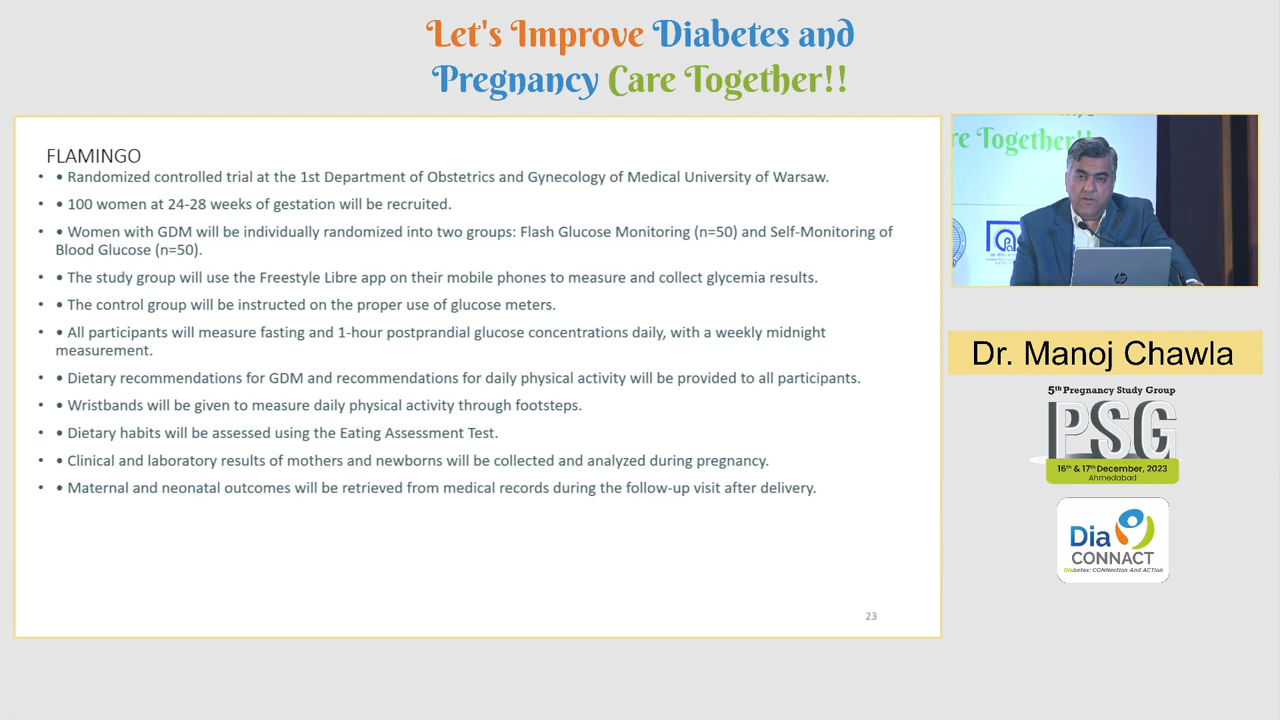 Let's Improve Diabetes and
Pregnancy Care Together!!
FLAMINGO
• • Randomized controlled trial at the 1st Department of Obstetrics and Gynecology of Medical University of Warsaw.
• • 100 women at 24-28 weeks of gestation will be recruited.
• • Women with GDM will be individually randomized into two groups: Flash Glucose Monitoring (n=50) and Self-Monitoring of
Blood Glucose (n=50).
• • The study group will use the Freestyle Libre app on their mobile phones to measure and collect glycemia results.
• • The control group will be instructed on the proper use of glucose meters.
• • All participants will measure fasting and 1-hour postprandial glucose concentrations daily, with a weekly midnight
measurement.
• • Dietary recommendations for GDM and recommendations for daily physical activity will be provided to all participants.
• • Wristbands will be given to measure daily physical activity through footsteps.
• • Dietary habits will be assessed using the Eating Assessment Test.
• • Clinical and laboratory results of mothers and newborns will be collected and analyzed during pregnancy.
• • Maternal and neonatal outcomes will be retrieved from medical records during the follow-up visit after delivery.
23
re Together!!
hp
Dr. Manoj Chawla
5th Pregnancy Study Group
PSG
16th & 17th December, 2023
Ahmedabad
Dia
CONNACT
Diabetes: CONNection And ACTion